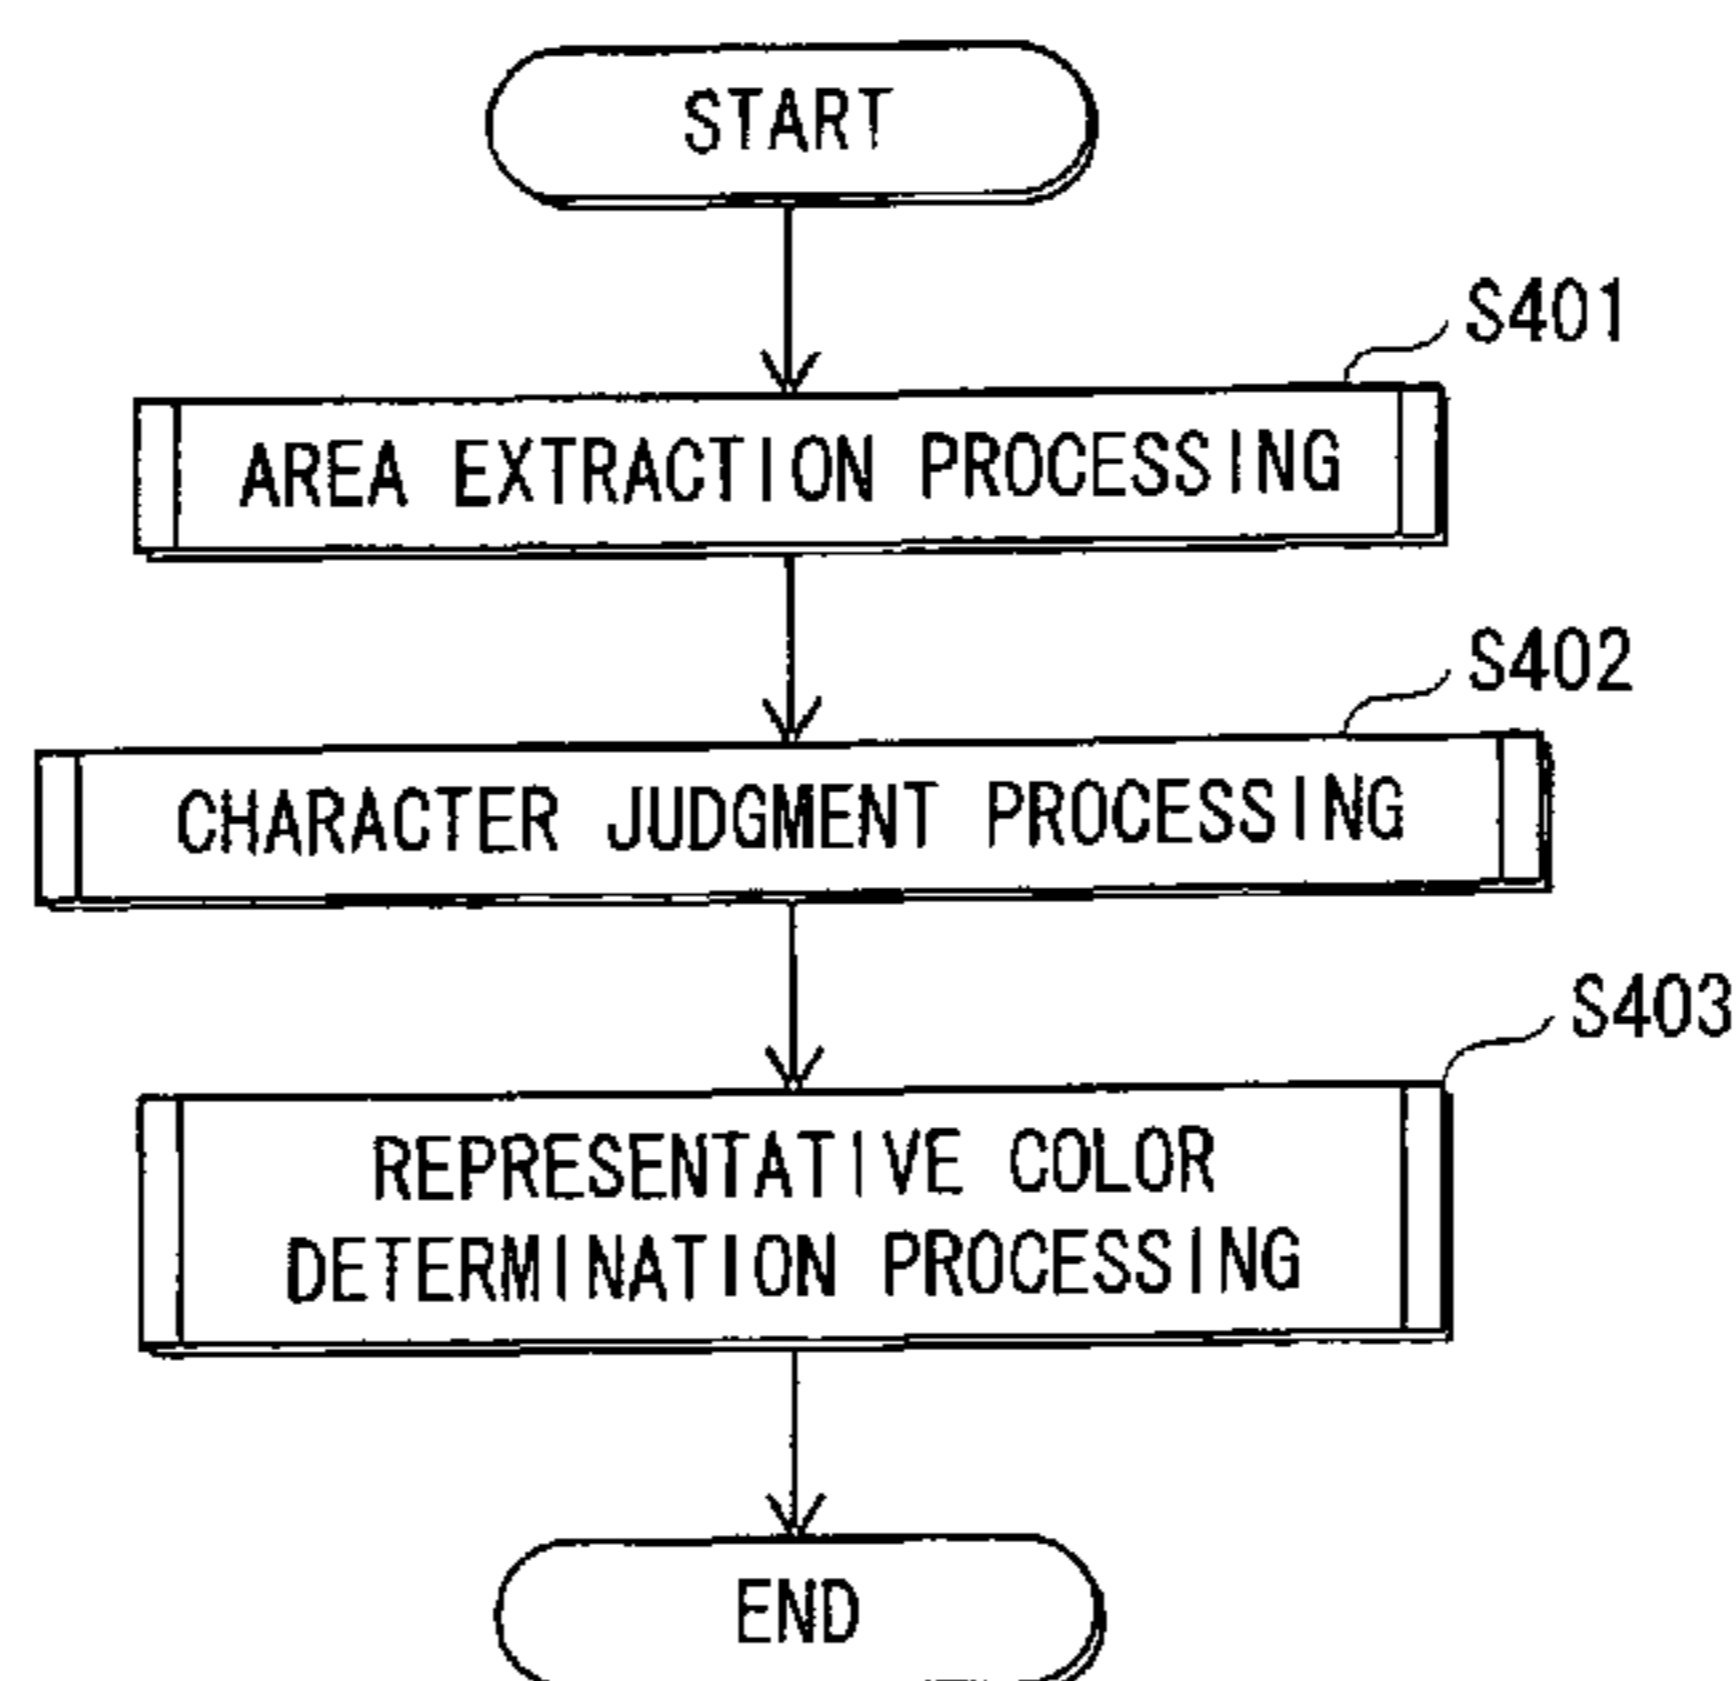 START
S401
AREA EXTRACTION PROCESSING
S402
CHARACTER JUDGMENT PROCESSING
S403
REPRESENTATIVE COLOR
DETERMINATION PROCESSING
END